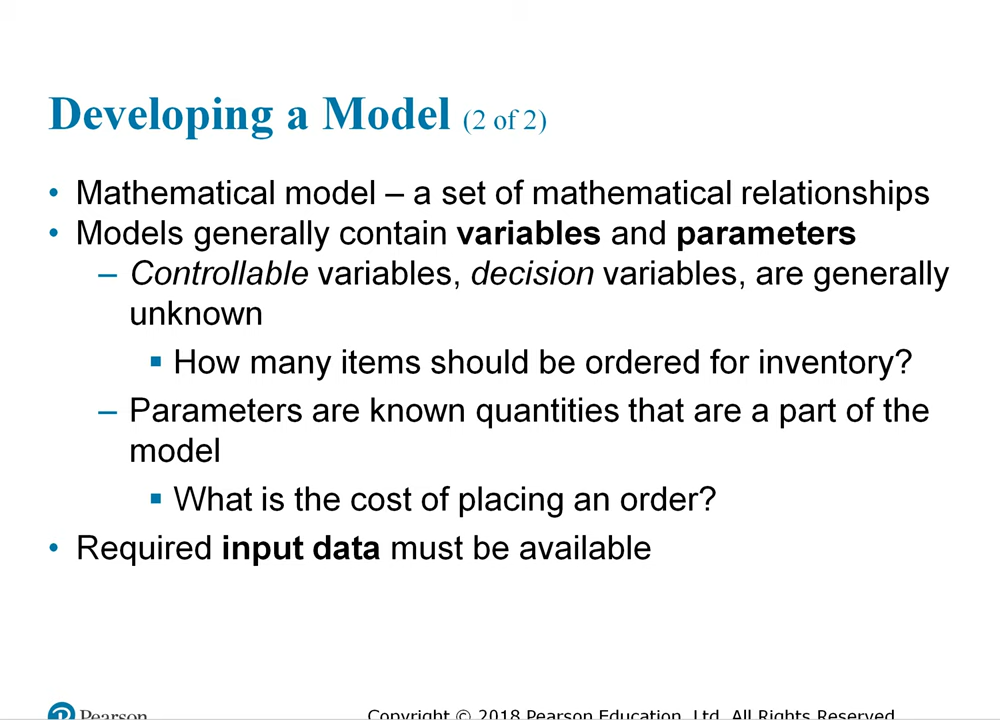 Developing a Model (2 of 2)
• Mathematical model – a set of mathematical relationships
• Models generally contain variables and parameters
– Controllable variables, decision variables, are generally
unknown
▪ How many items should be ordered for inventory?
– Parameters are known quantities that are a part of the
model
▪ What is the cost of placing an order?
• Required input data must be available
Pearson
Copyright © 2018 Pearson Education, Ltd. All Rights Reserved